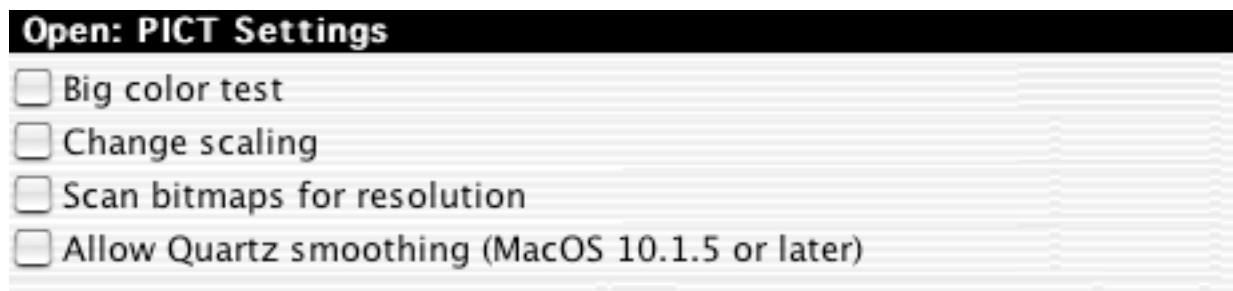 Open: PICT Settings
Big color test
Change scaling
Scan bitmaps for resolution
Allow Quartz smoothing (MacOS 10.1.5 or later)